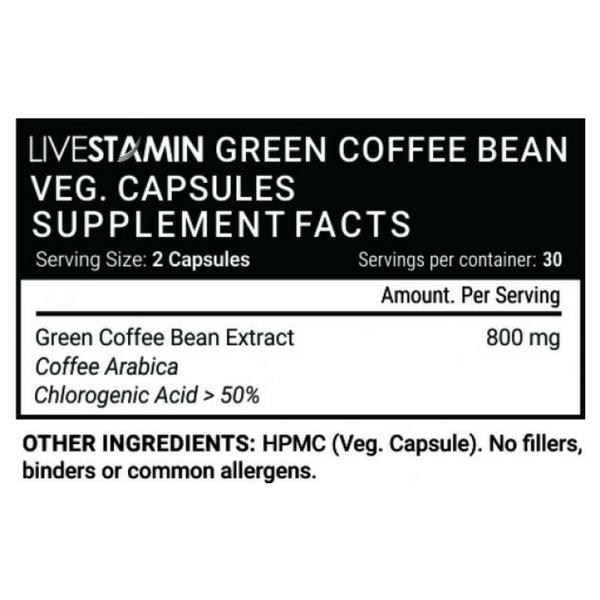 LIVESTAMIN GREEN COFFEE BEAN
VEG. CAPSULES
SUPPLEMENT FACTS
Serving Size: 2 Capsules Servings per container: 30
Amount. Per Serving
Green Coffee Bean Extract 800 mg
Coffee Arabica
Chlorogenic Acid > 50%
OTHER INGREDIENTS: HPMC (Veg. Capsule). No fillers,
binders or common allergens.